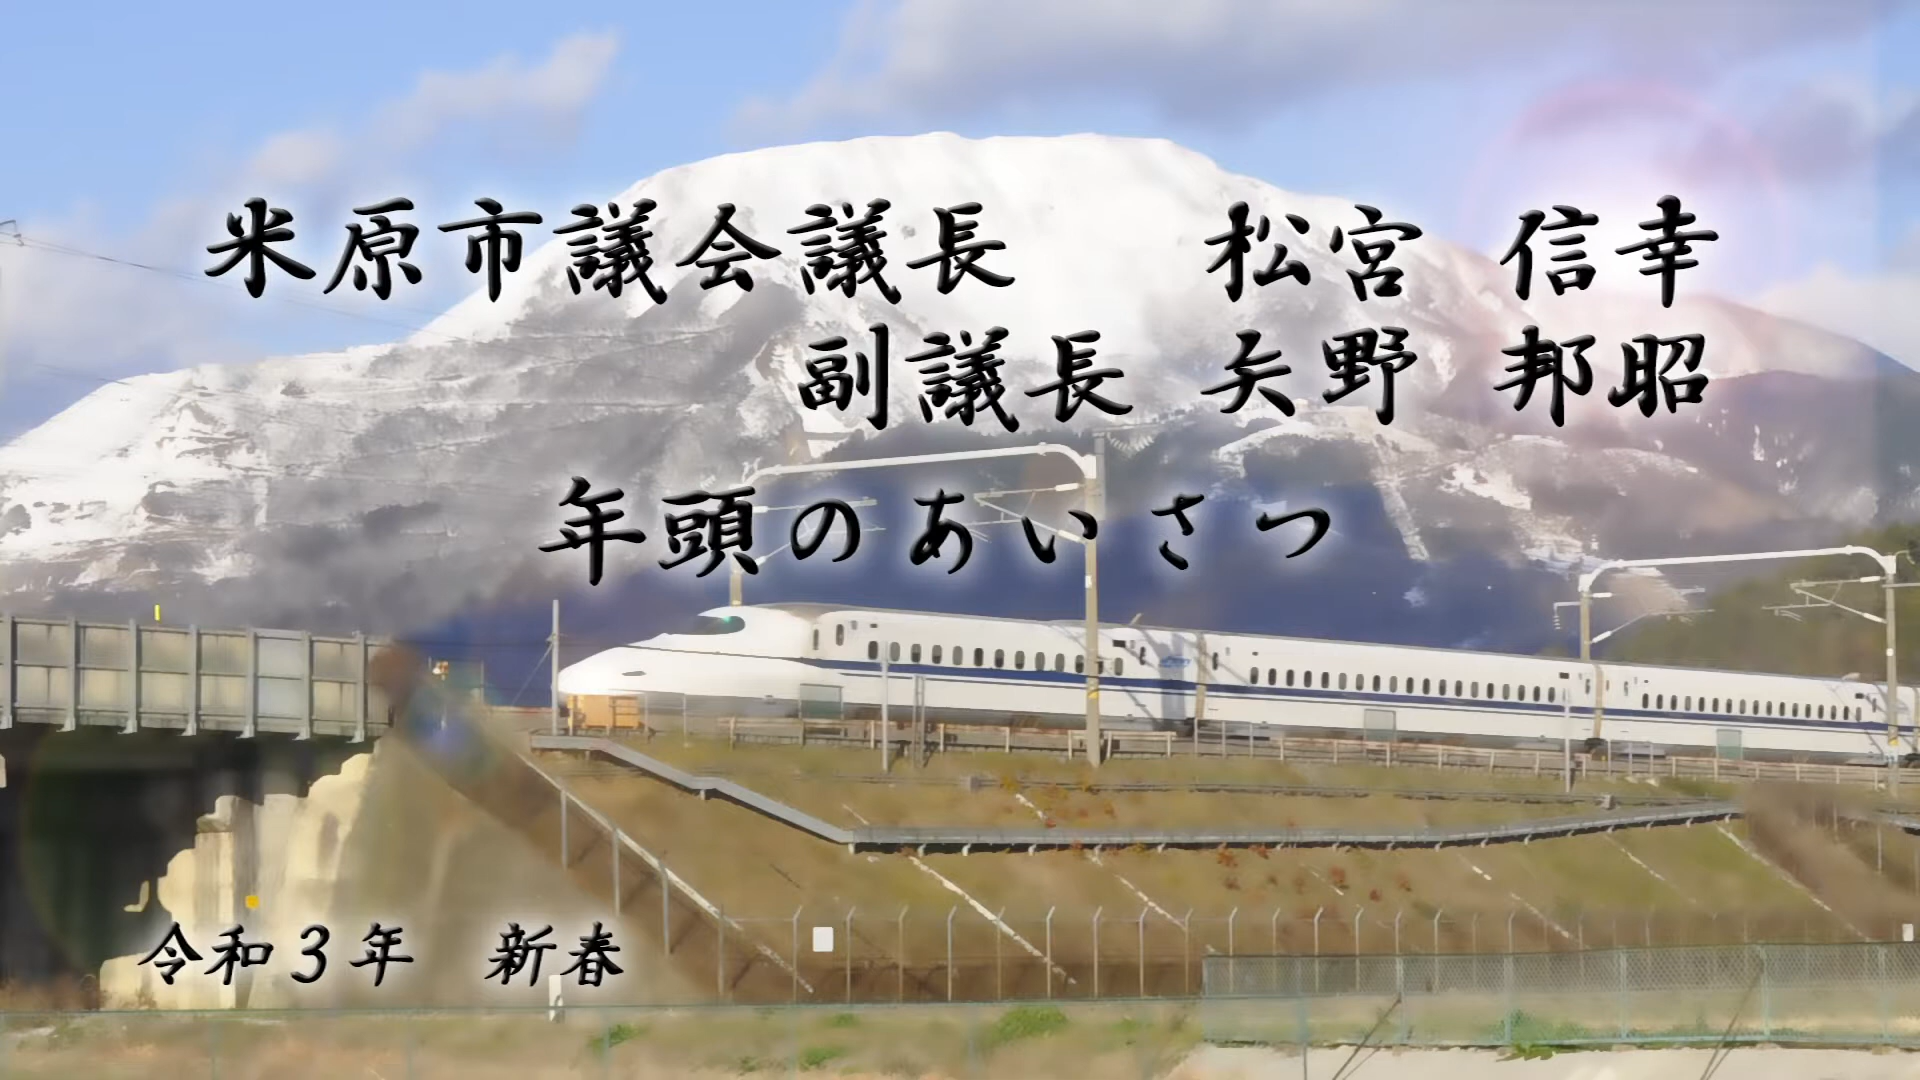 米原市議会議長　松宮 信幸
副議長 矢野 邦昭
年頭のあいさつ
令和３年　新春